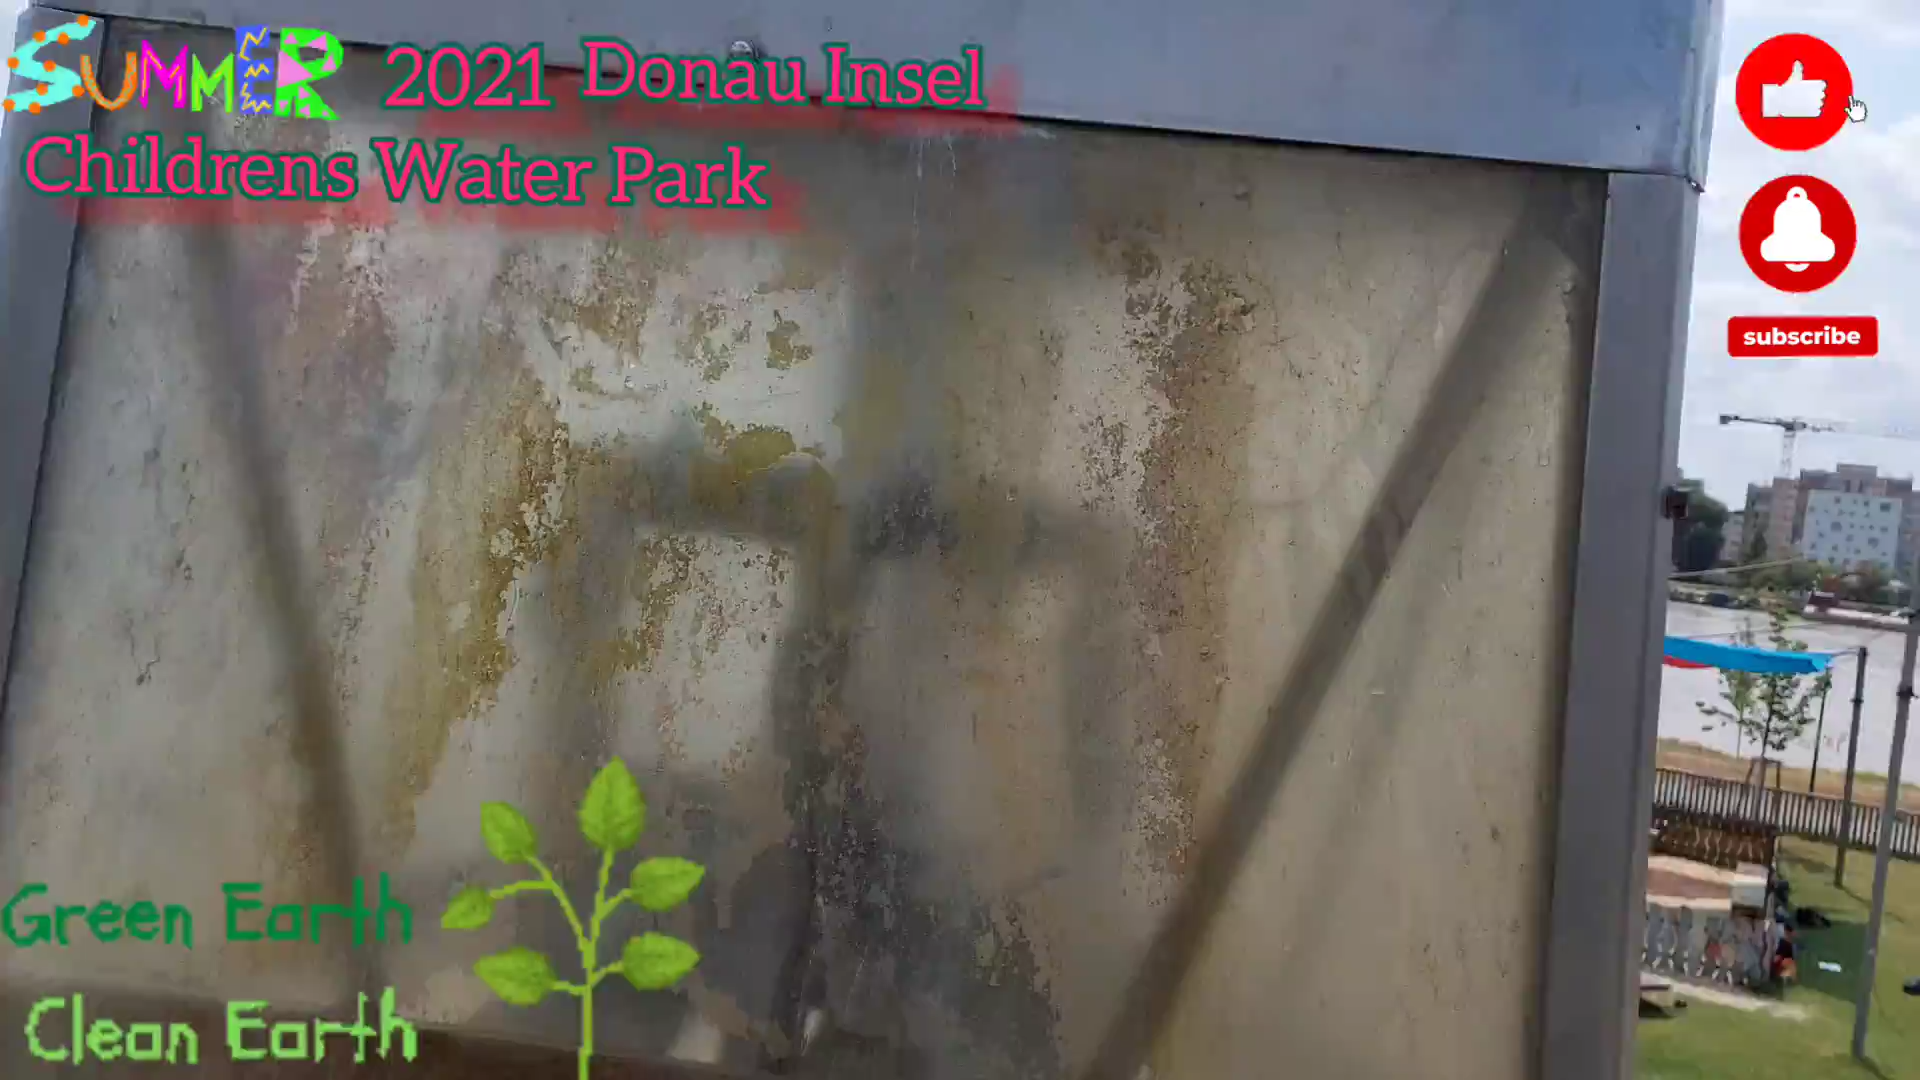 SUMMER 2021 Donau Insel
Childrens Water Park
subscribe
Green Earth
Clean Earth